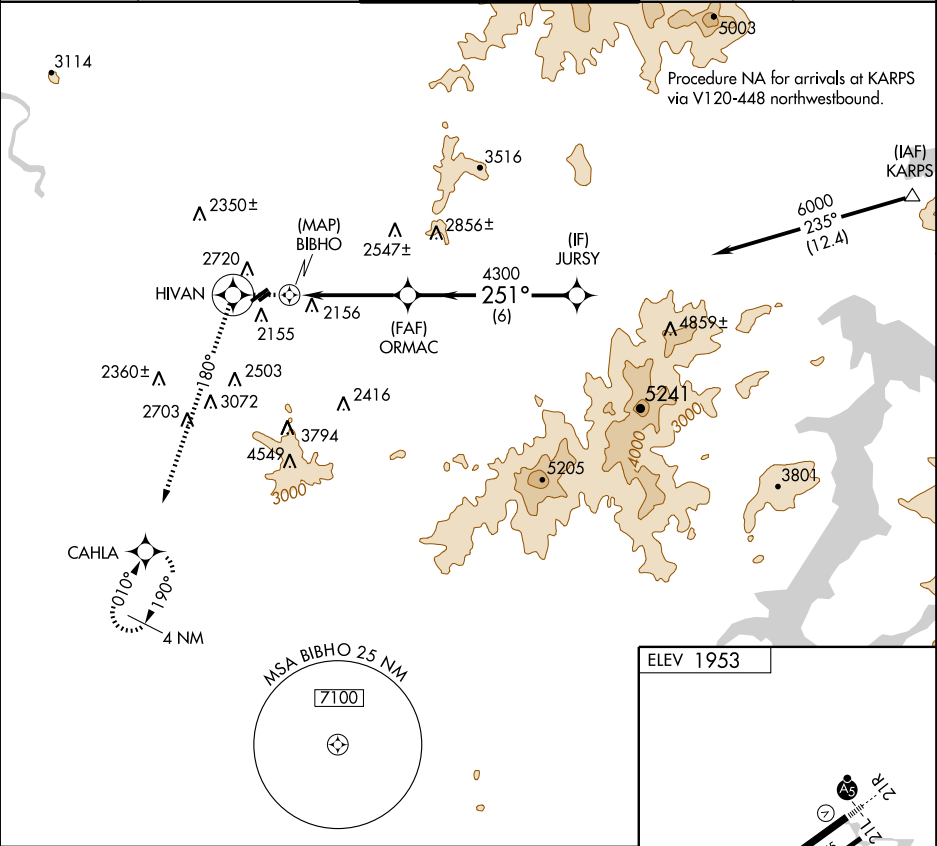 5003
3114
Procedure NA for arrivals at KARPS
via V120-448 northwestbound.
3516
(IAF)
KARPS
6000
235°
(12.4)
2350±
(MAP)
BIBHO
2547±
2856±
(IF)
JURSY
2720
HIVAN
4300
251°
(6)
2155
2156
(FAF)
ORMAC
4859±
180°
2360±
2503
3072
2703
2416
5241
3000
4000
3794
4549
3000
5205
3801
CAHLA
010°
190°
4 NM
MSA BIBHO 25 NM
7100
ELEV 1953
A5
21R
V
21L